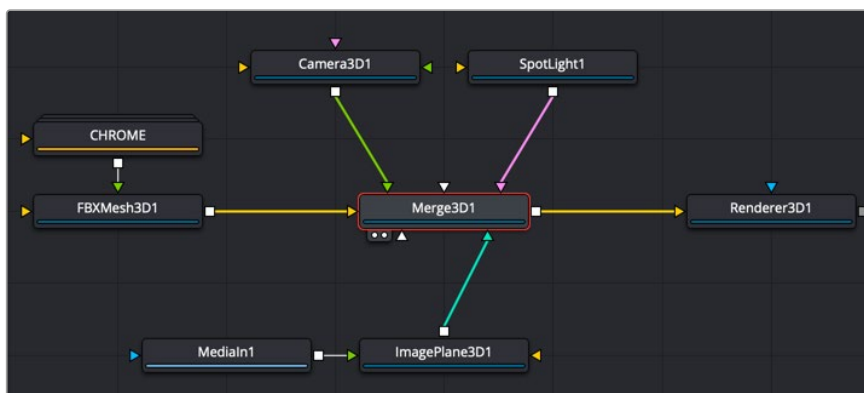 Camera3D1
SpotLight1
CHROME
FBXMesh3D1
Merge3D1
Renderer3D1
MediaIn1
ImagePlane3D1